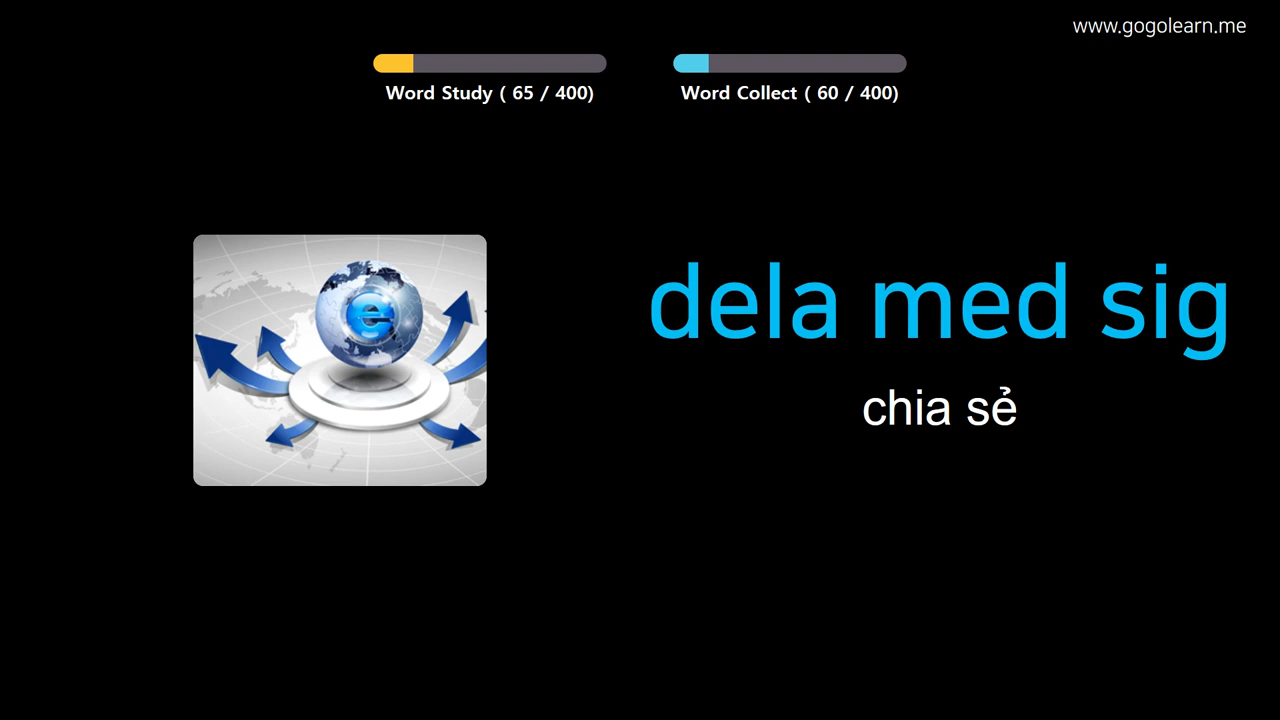 www.gogolearn.me
Word Study ( 65 / 400)
Word Collect ( 60 / 400)
e
dela med sig
chia sẻ